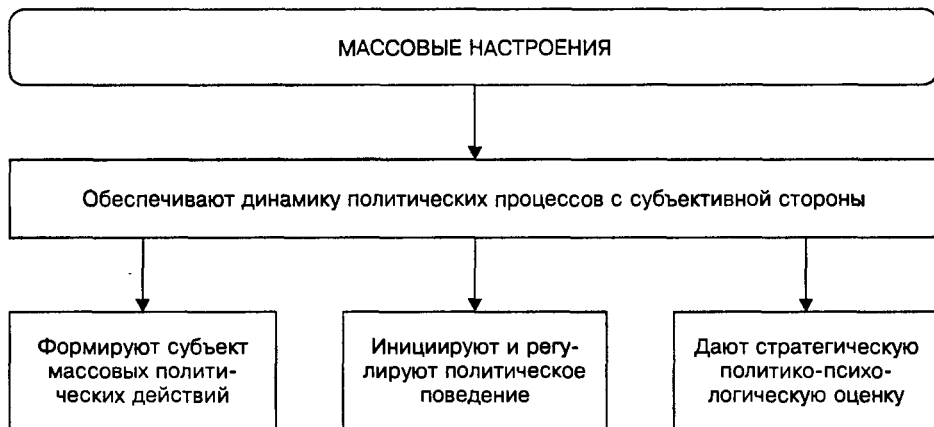 МАССОВЫЕ НАСТРОЕНИЯ
Обеспечивают динамику политических процессов с субъективной стороны
Формируют субъект
массовых полити-
ческих действий
Инициируют и регу-
лируют политическое
поведение
Дают стратегическую
политико-психо-
логическую оценку